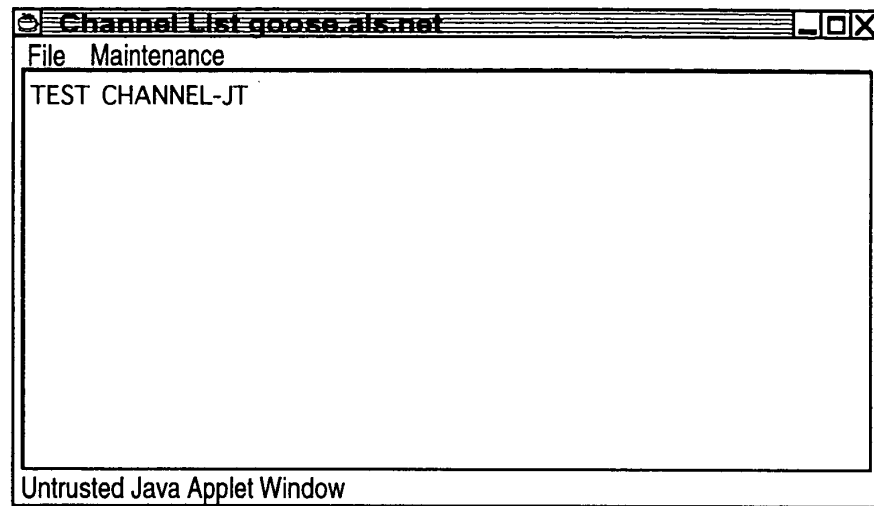 Channel List goose.als.net
File Maintenance
TEST CHANNEL-JT
Untrusted Java Applet Window